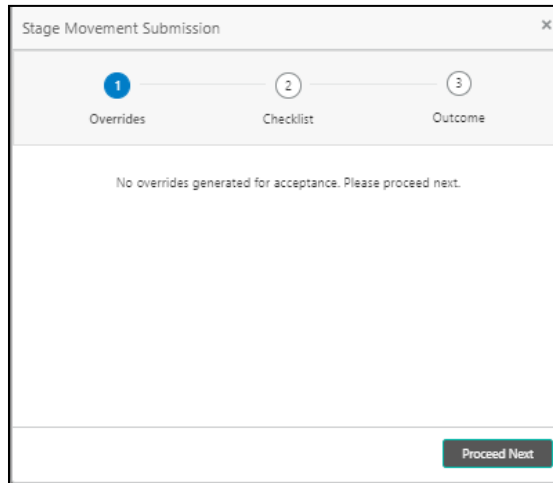 Stage Movement Submission
×
1
2
3
Overrides
Checklist
Outcome
No overrides generated for acceptance. Please proceed next.
Proceed Next